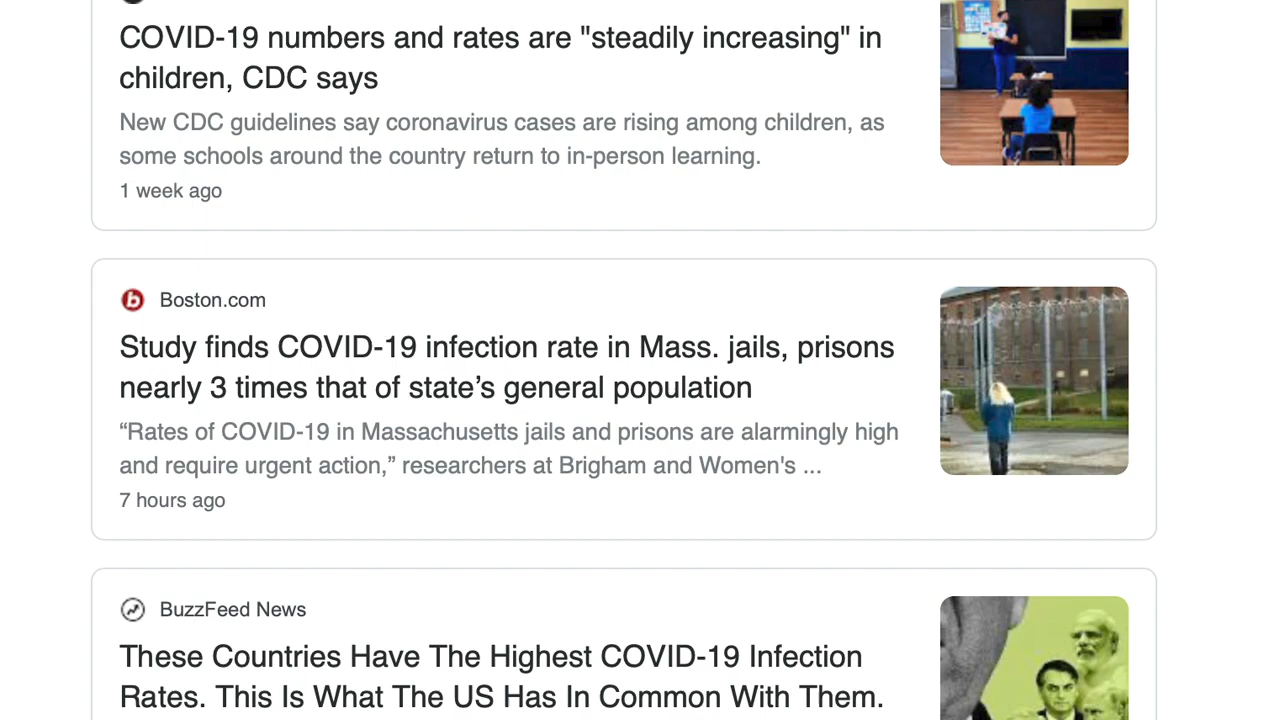 COVID-19 numbers and rates are "steadily increasing" in
children, CDC says
New CDC guidelines say coronavirus cases are rising among children, as
some schools around the country return to in-person learning.
1 week ago
Boston.com
Study finds COVID-19 infection rate in Mass. jails, prisons
nearly 3 times that of state’s general population
“Rates of COVID-19 in Massachusetts jails and prisons are alarmingly high
and require urgent action,” researchers at Brigham and Women's ...
7 hours ago
BuzzFeed News
These Countries Have The Highest COVID-19 Infection
Rates. This Is What The US Has In Common With Them.